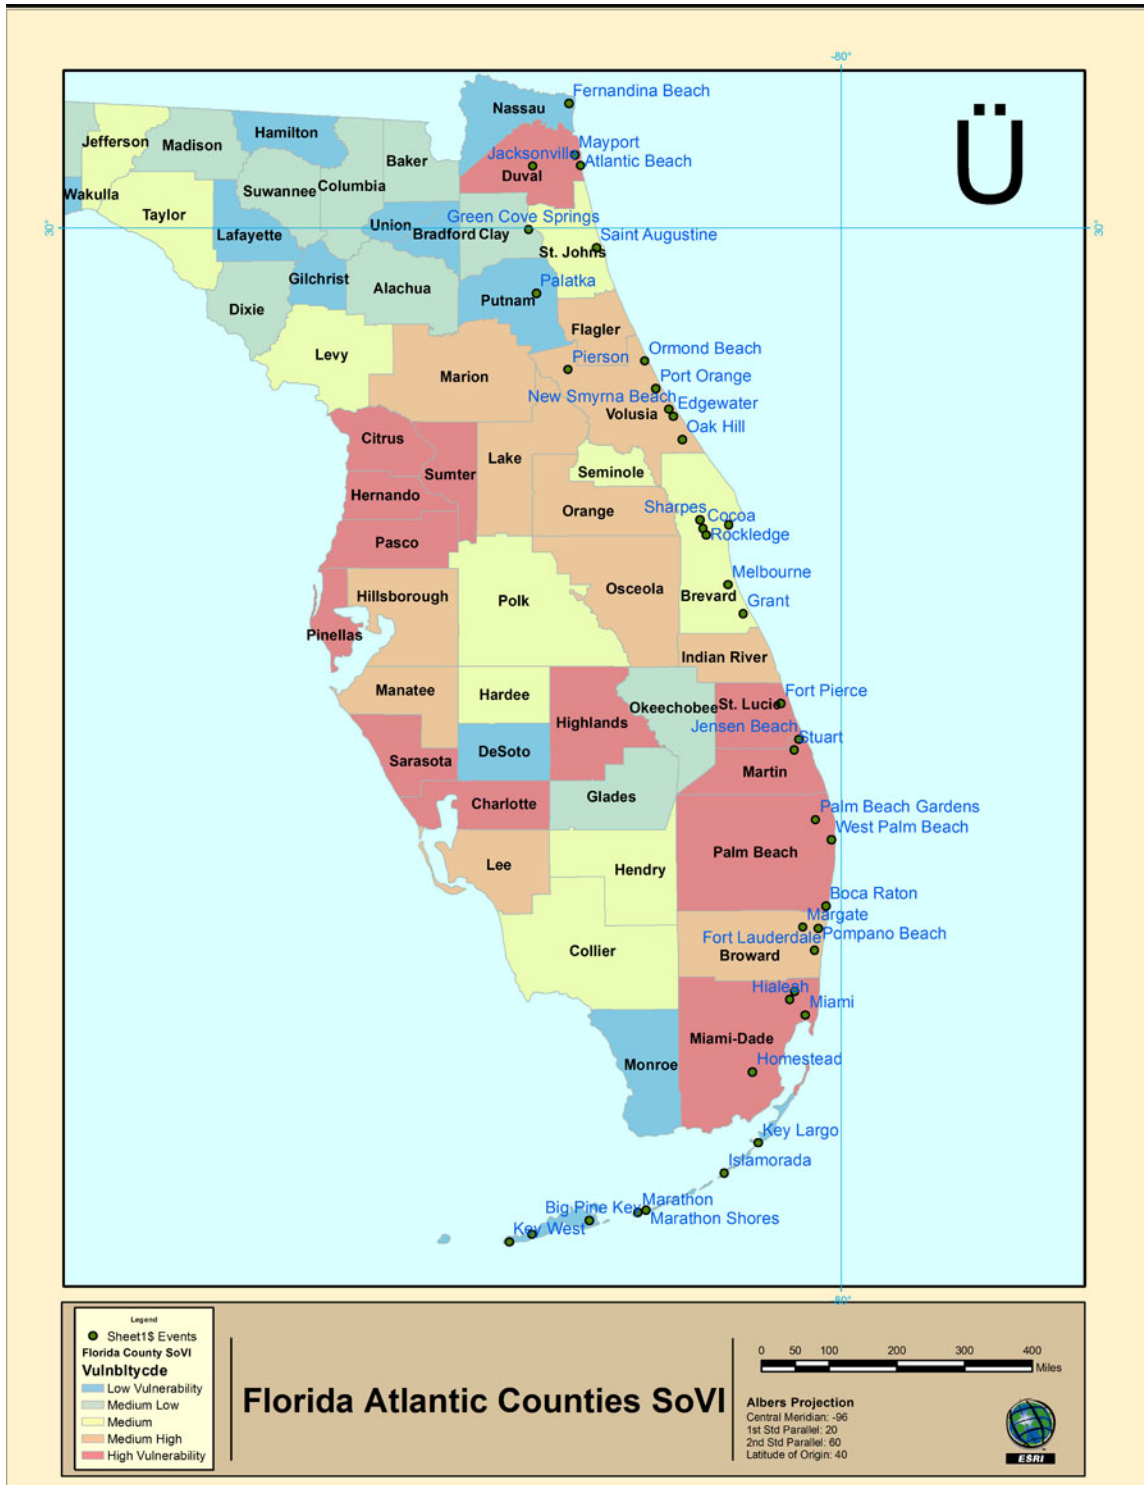 -80°
Ü
Fernandina Beach
Nassau
Mayport
Hamilton
Jefferson
Madison
Baker
Jacksonville
Atlantic Beach
Duval
Suwannee
Columbia
Wakulla
Taylor
Green Cove Springs
Union
30°
30°
Lafayette
Bradford
Clay
Saint Augustine
St. Johns
Gilchrist
Palatka
Alachua
Putnam
Dixie
Flagler
Levy
Ormond Beach
Pierson
Marion
Port Orange
New Smyrna Beach
Edgewater
Volusia
Oak Hill
Citrus
Lake
Sumter
Seminole
Hernando
Sharpes
Orange
Cocoa
Rockledge
Pasco
Melbourne
Osceola
Hillsborough
Brevard
Polk
Grant
Pinellas
Indian River
Manatee
Hardee
Fort Pierce
St. Lucie
Okeechobee
Highlands
Jensen Beach
Stuart
DeSoto
Sarasota
Martin
Glades
Charlotte
Palm Beach Gardens
West Palm Beach
Palm Beach
Lee
Hendry
Boca Raton
Margate
Pompano Beach
Fort Lauderdale
Collier
Broward
Hialeah
Miami
Miami-Dade
Homestead
Monroe
Key Largo
Islamorada
Marathon
Big Pine Key
Marathon Shores
Key West
-80°
Legend
Sheet1$ Events
Florida County SoVI
Vulnbltycde
Low Vulnerability
Medium Low
Medium
Medium High
High Vulnerability
Florida Atlantic Counties SoVI
0 50 100 200 300 400
Miles
Albers Projection
Central Meridian: -96
1st Std Parallel: 20
2nd Std Parallel: 60
Latitude of Origin: 40
ESRI